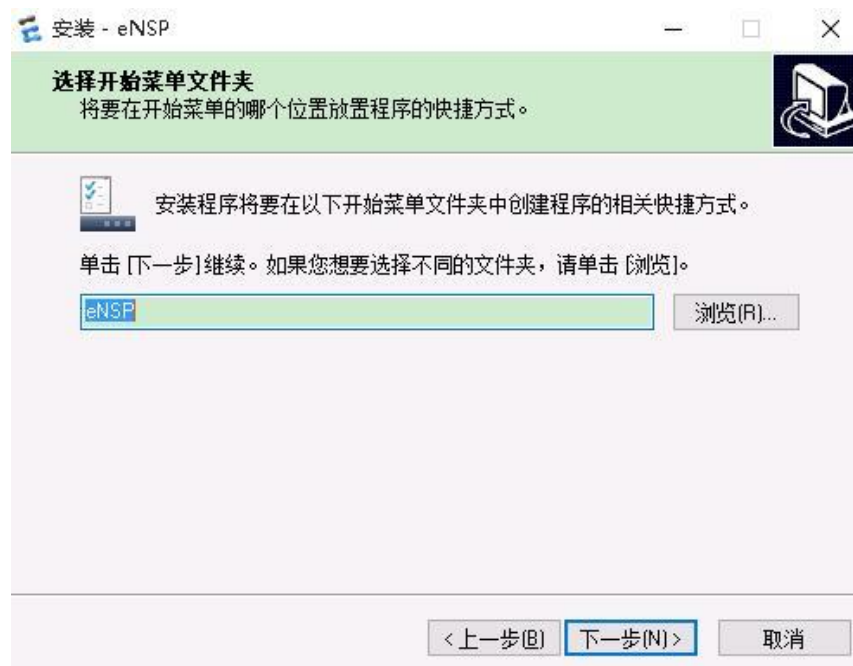 安装 - eNSP
选择开始菜单文件夹
将要在开始菜单的哪个位置放置程序的快捷方式。
安装程序将要在以下开始菜单文件夹中创建程序的相关快捷方式。
单击 [下一步]继续。如果您想要选择不同的文件夹，请单击 [浏览]。
eNSP
浏览(R)...
<上一步(B)
下一步(N)>
取消